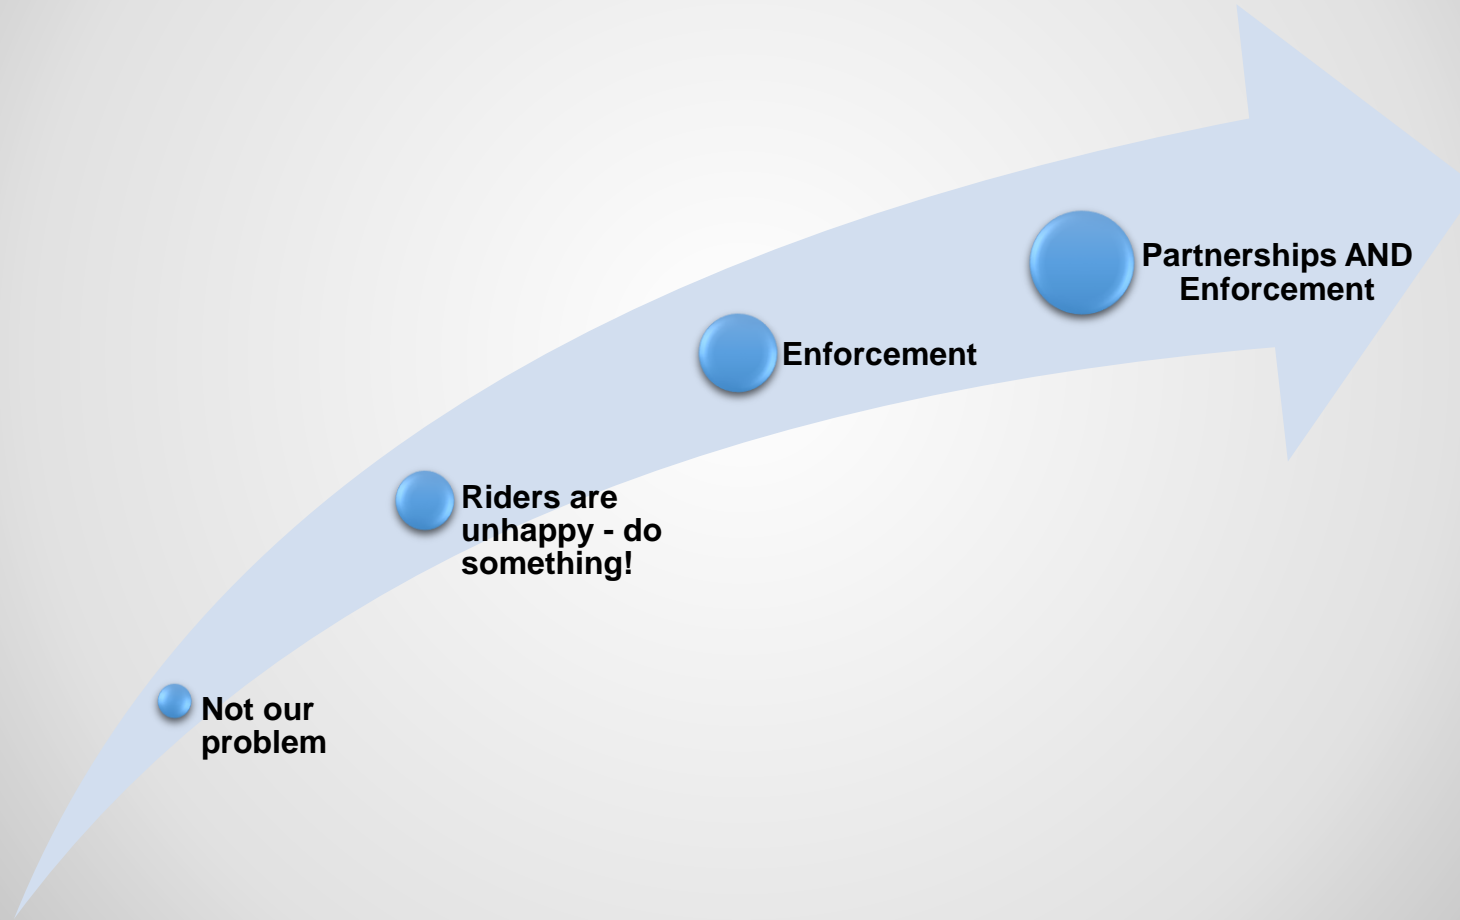 Partnerships AND
Enforcement
Enforcement
Riders are
unhappy - do
something!
Not our
problem